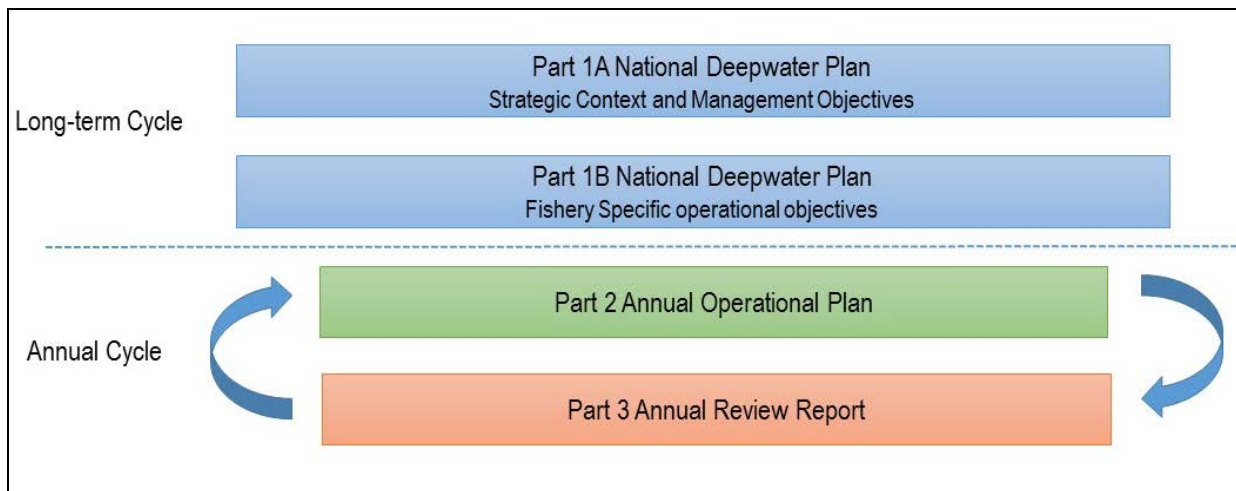 Part 1A National Deepwater Plan
Strategic Context and Management Objectives
Long-term Cycle
Part 1B National Deepwater Plan
Fishery Specific operational objectives
Part 2 Annual Operational Plan
Annual Cycle
Part 3 Annual Review Report